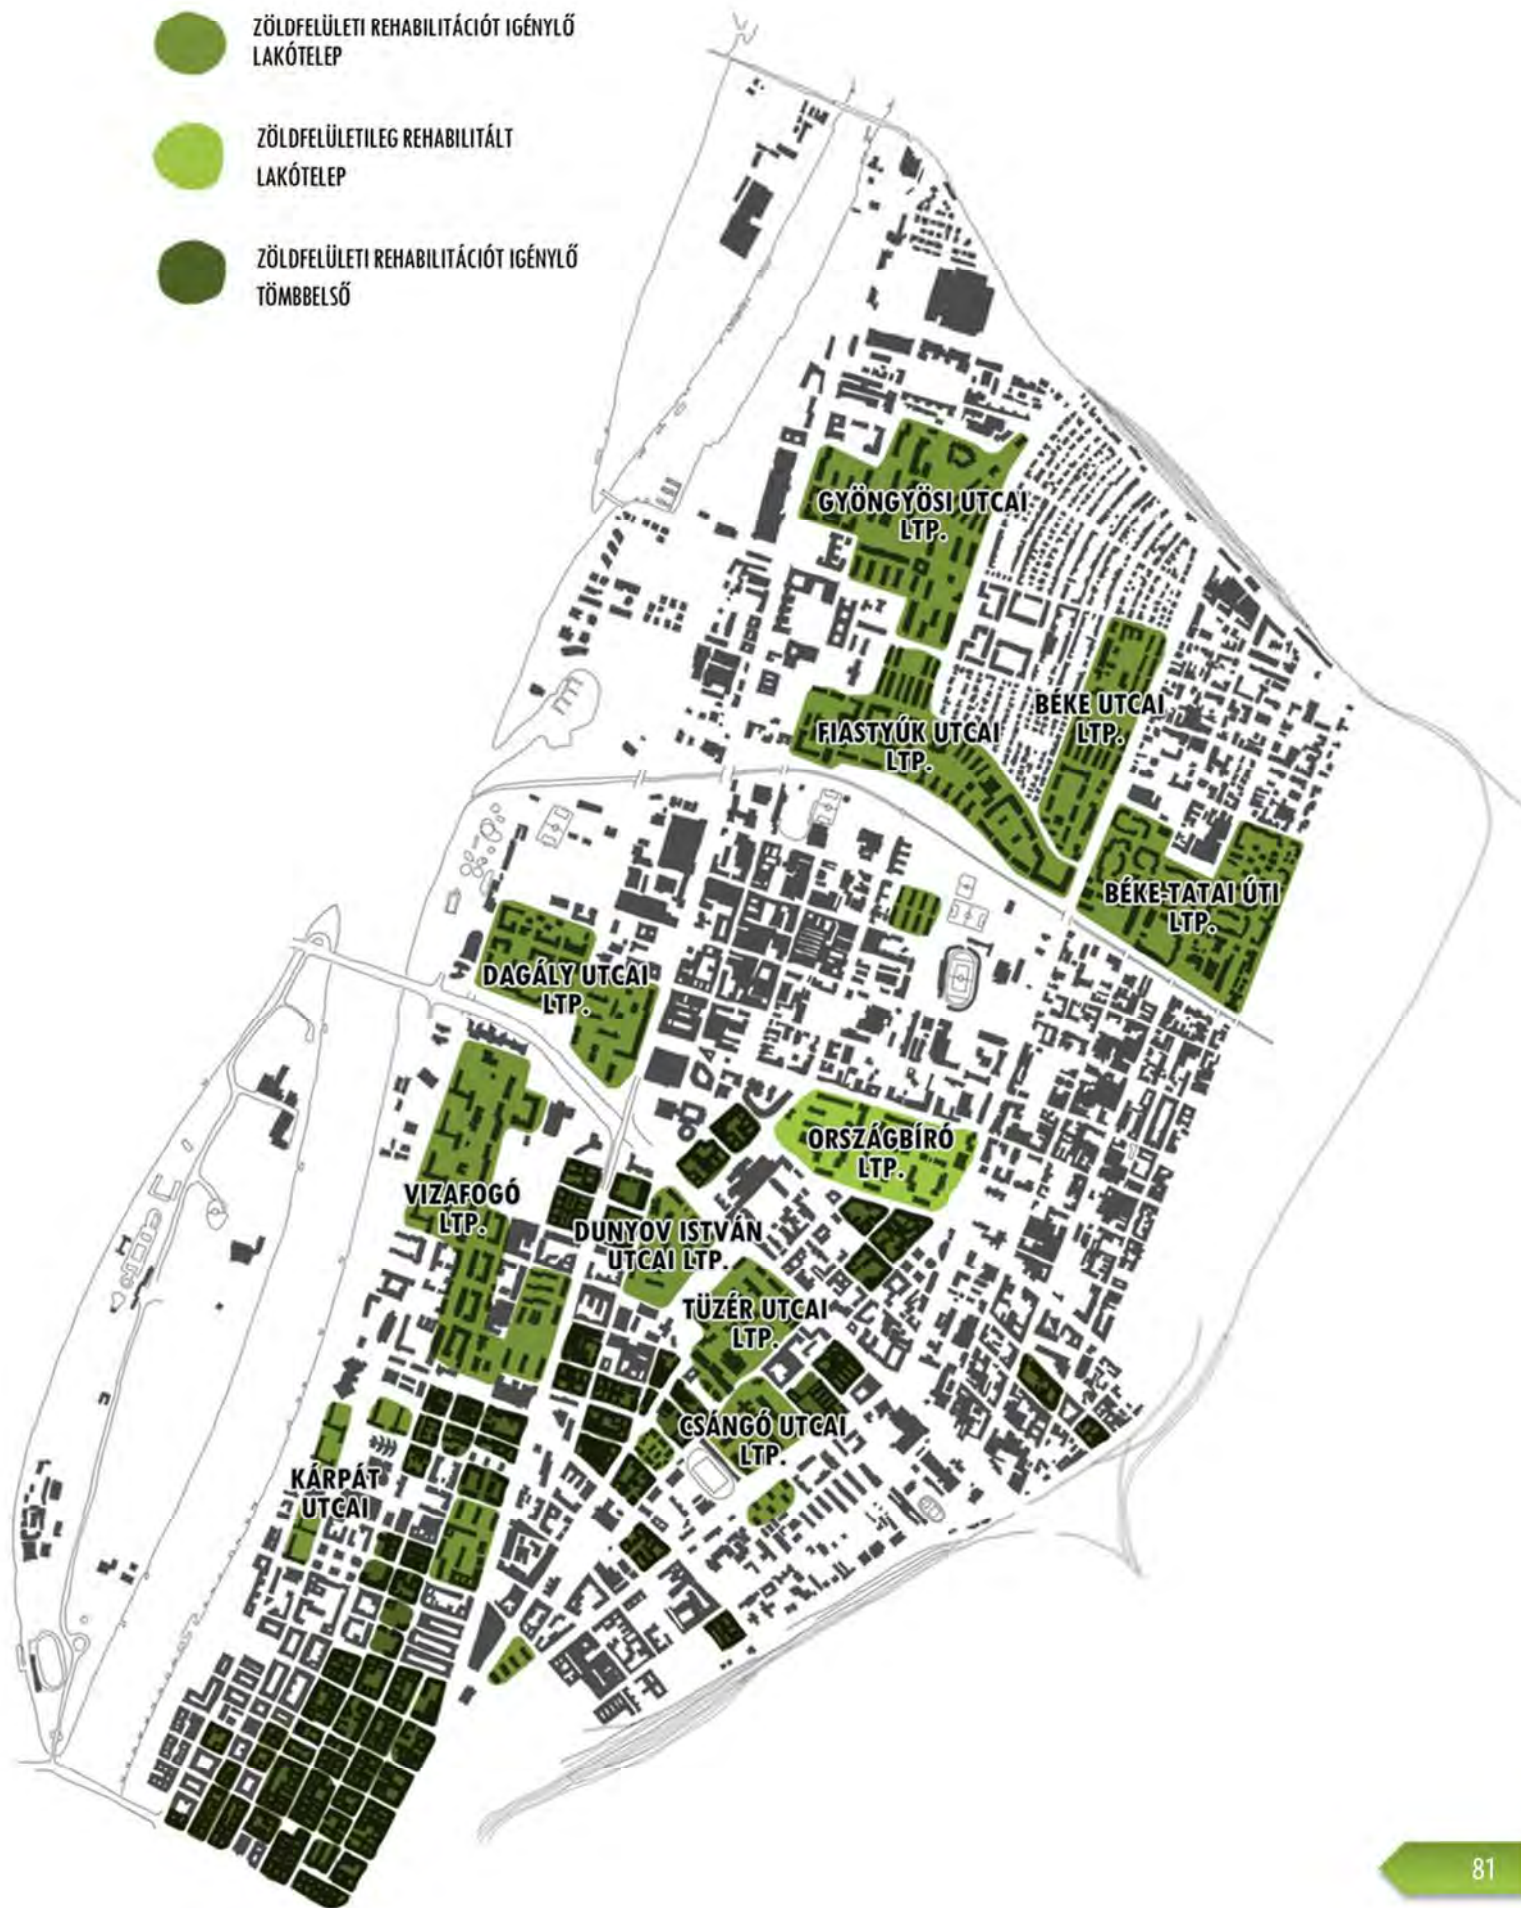 ZÖLDFELÜLETI REHABILITÁCIÓT IGÉNYLŐ
LAKÓTELEP
ZÖLDFELÜLETILEG REHABILITÁLT
LAKÓTELEP
ZÖLDFELÜLETI REHABILITÁCIÓT IGÉNYLŐ
TÖMBBELSŐ
GYÖNGYÖSI UTCAI
LTP.
BÉKE UTCAI
LTP.
FIASTYÚK UTCAI
LTP.
BÉKE-TATAI ÚTI
LTP.
DAGÁLY UTCAI
LTP.
ORSZÁGBÍRÓ
LTP.
VIZAFOGÓ
LTP.
DUNYOV ISTVÁN
UTCAI LTP.
TÜZÉR UTCAI
LTP.
CSÁNGÓ UTCAI
LTP.
KÁRPÁT
UTCAI
81